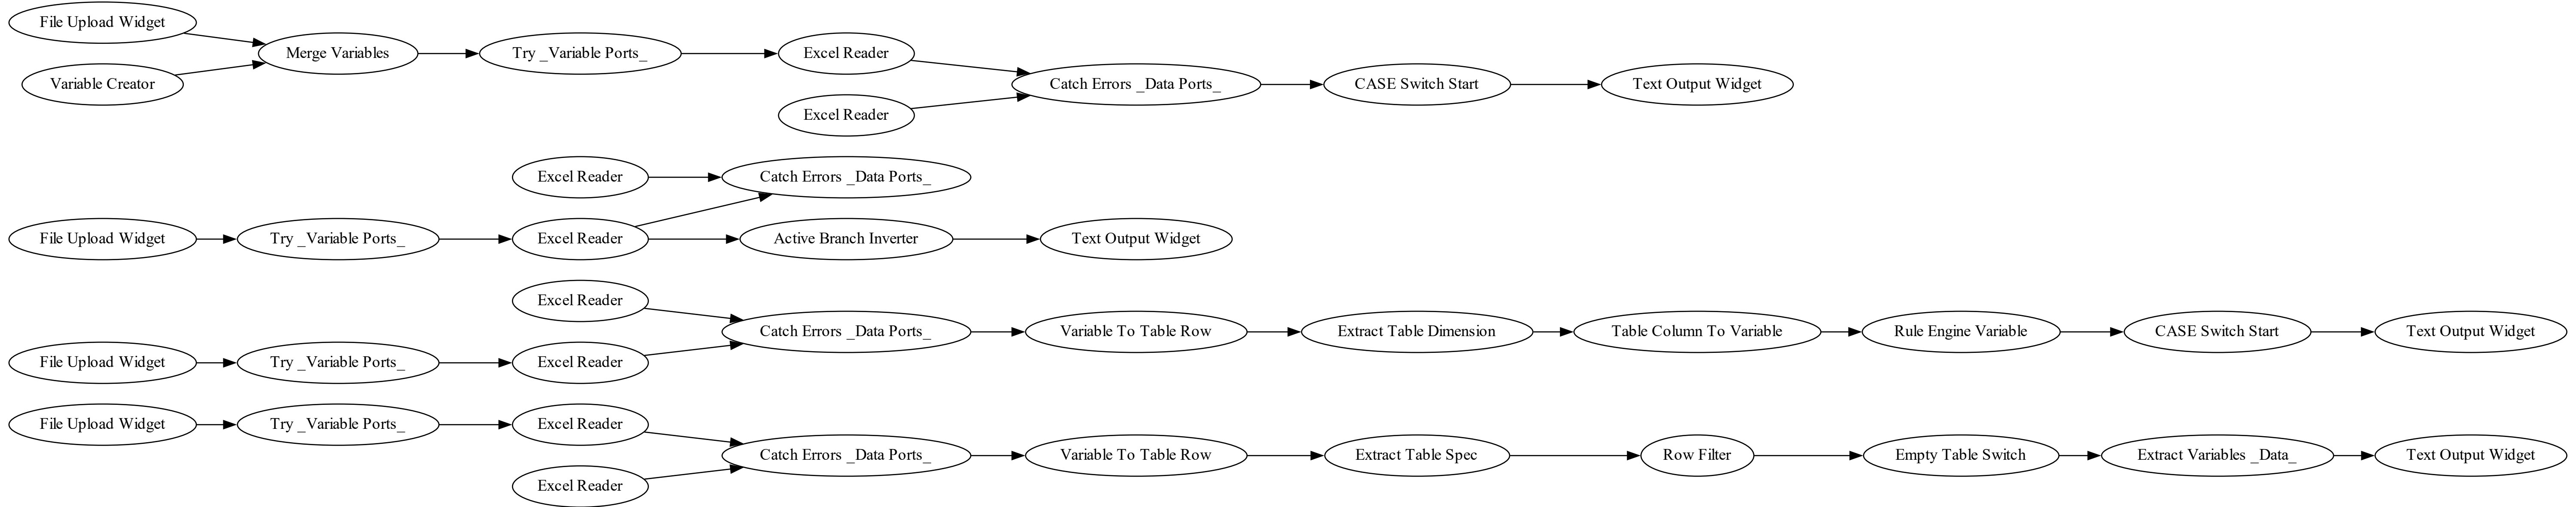 File Upload Widget
Variable Creator
Merge Variables
Try _Variable Ports_
Excel Reader
Excel Reader
Catch Errors _Data Ports_
CASE Switch Start
Text Output Widget
Excel Reader
Catch Errors _Data Ports_
File Upload Widget
Try _Variable Ports_
Excel Reader
Active Branch Inverter
Text Output Widget
Excel Reader
File Upload Widget
Try _Variable Ports_
Excel Reader
Catch Errors _Data Ports_
Variable To Table Row
Extract Table Dimension
Table Column To Variable
Rule Engine Variable
CASE Switch Start
Text Output Widget
File Upload Widget
Try _Variable Ports_
Excel Reader
Excel Reader
Catch Errors _Data Ports_
Variable To Table Row
Extract Table Spec
Row Filter
Empty Table Switch
Extract Variables _Data_
Text Output Widget